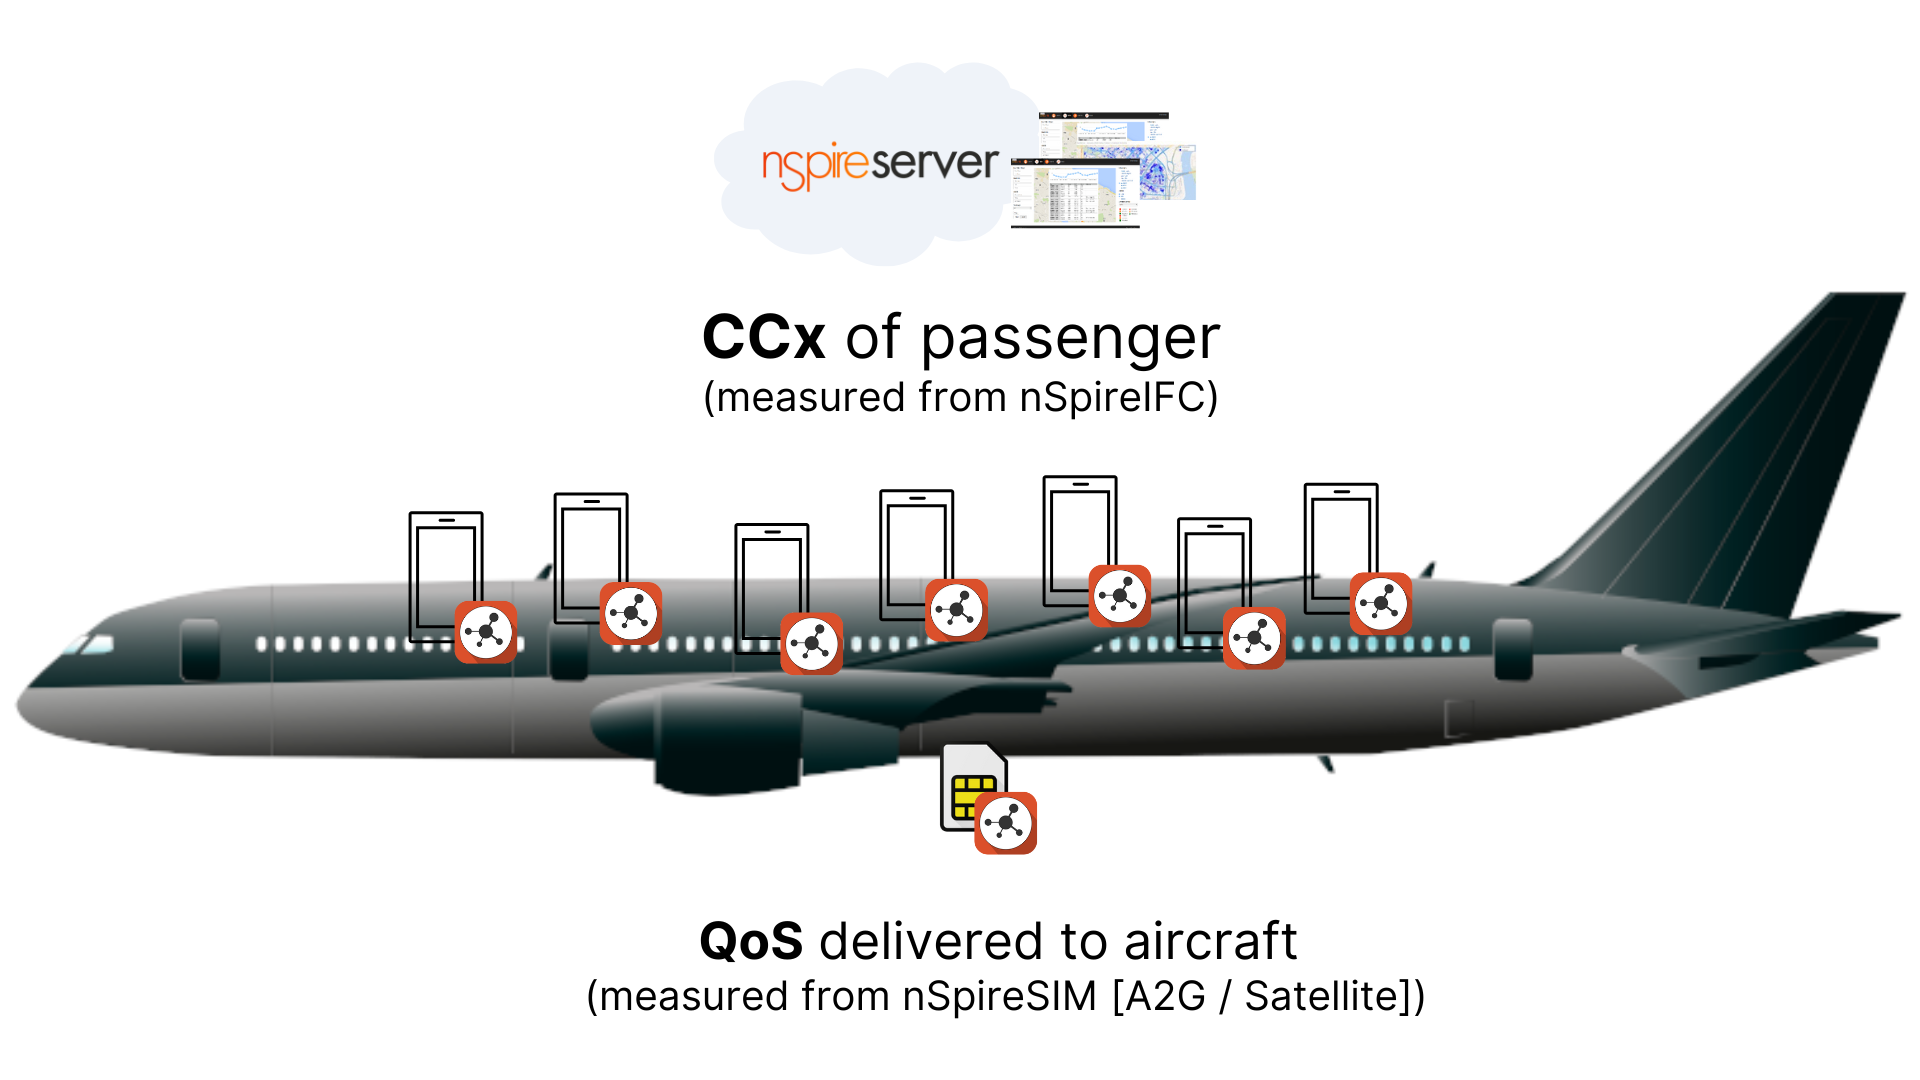 nspireserver
CCx of passenger
(measured from nSpireIFC)
QoS delivered to aircraft
(measured from nSpireSIM [A2G / Satellite])